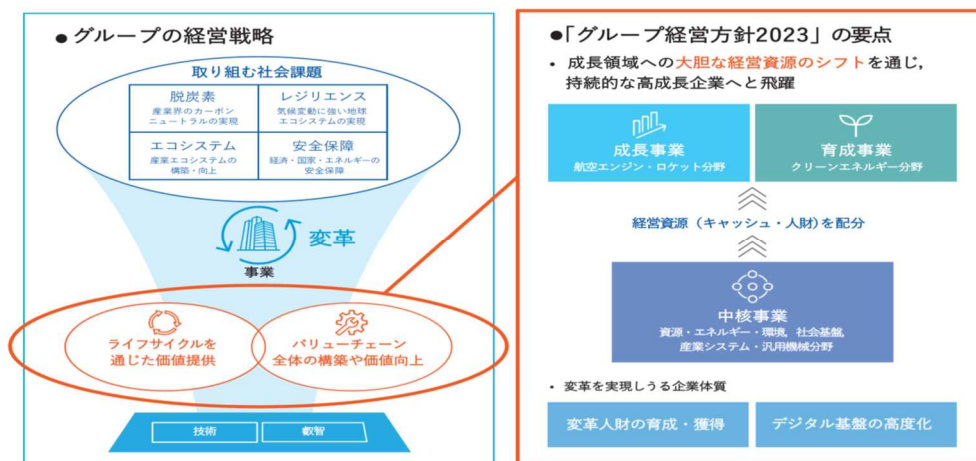 ● グループの経営戦略
取り組む社会課題
脱炭素
産業界のカーボン
ニュートラルの実現
レジリエンス
気候変動に強い地球
エコシステムの実現
エコシステム
産業エコシステムの
構築・向上
安全保障
経済・国家・エネルギーの
安全保障
変革
事業
ライフサイクルを
通じた価値提供
バリューチェーン
全体の構築や価値向上
技術
叡智
●「グループ経営方針2023」の要点
• 成長領域への大胆な経営資源のシフトを通じ,
持続的な高成長企業へと飛躍
成長事業
航空エンジン・ロケット分野
育成事業
クリーンエネルギー分野
経営資源（キャッシュ・人財)を配分
中核事業
資源・エネルギー・環境, 社会基盤,
産業システム・汎用機械分野
• 変革を実現しうる企業体質
変革人財の育成・獲得
デジタル基盤の高度化